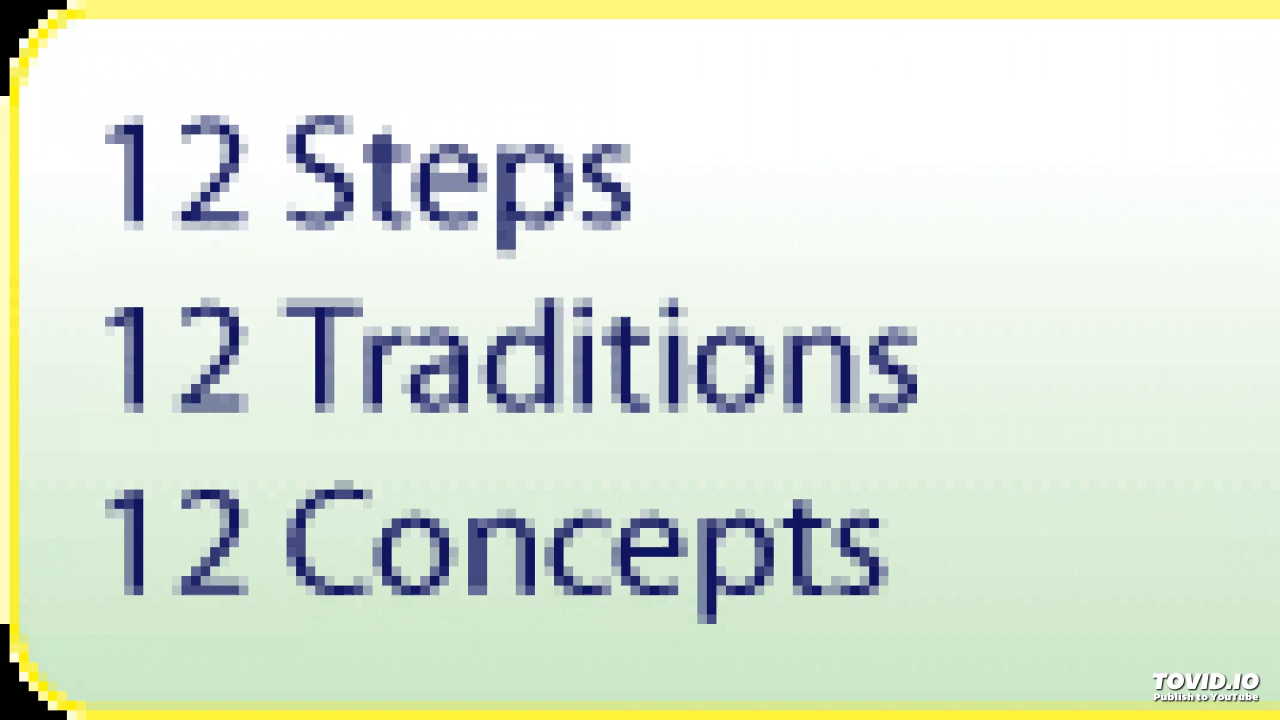 12 Steps
12 Traditions
12 Concepts
TOVID.IO
Publish to YouTube